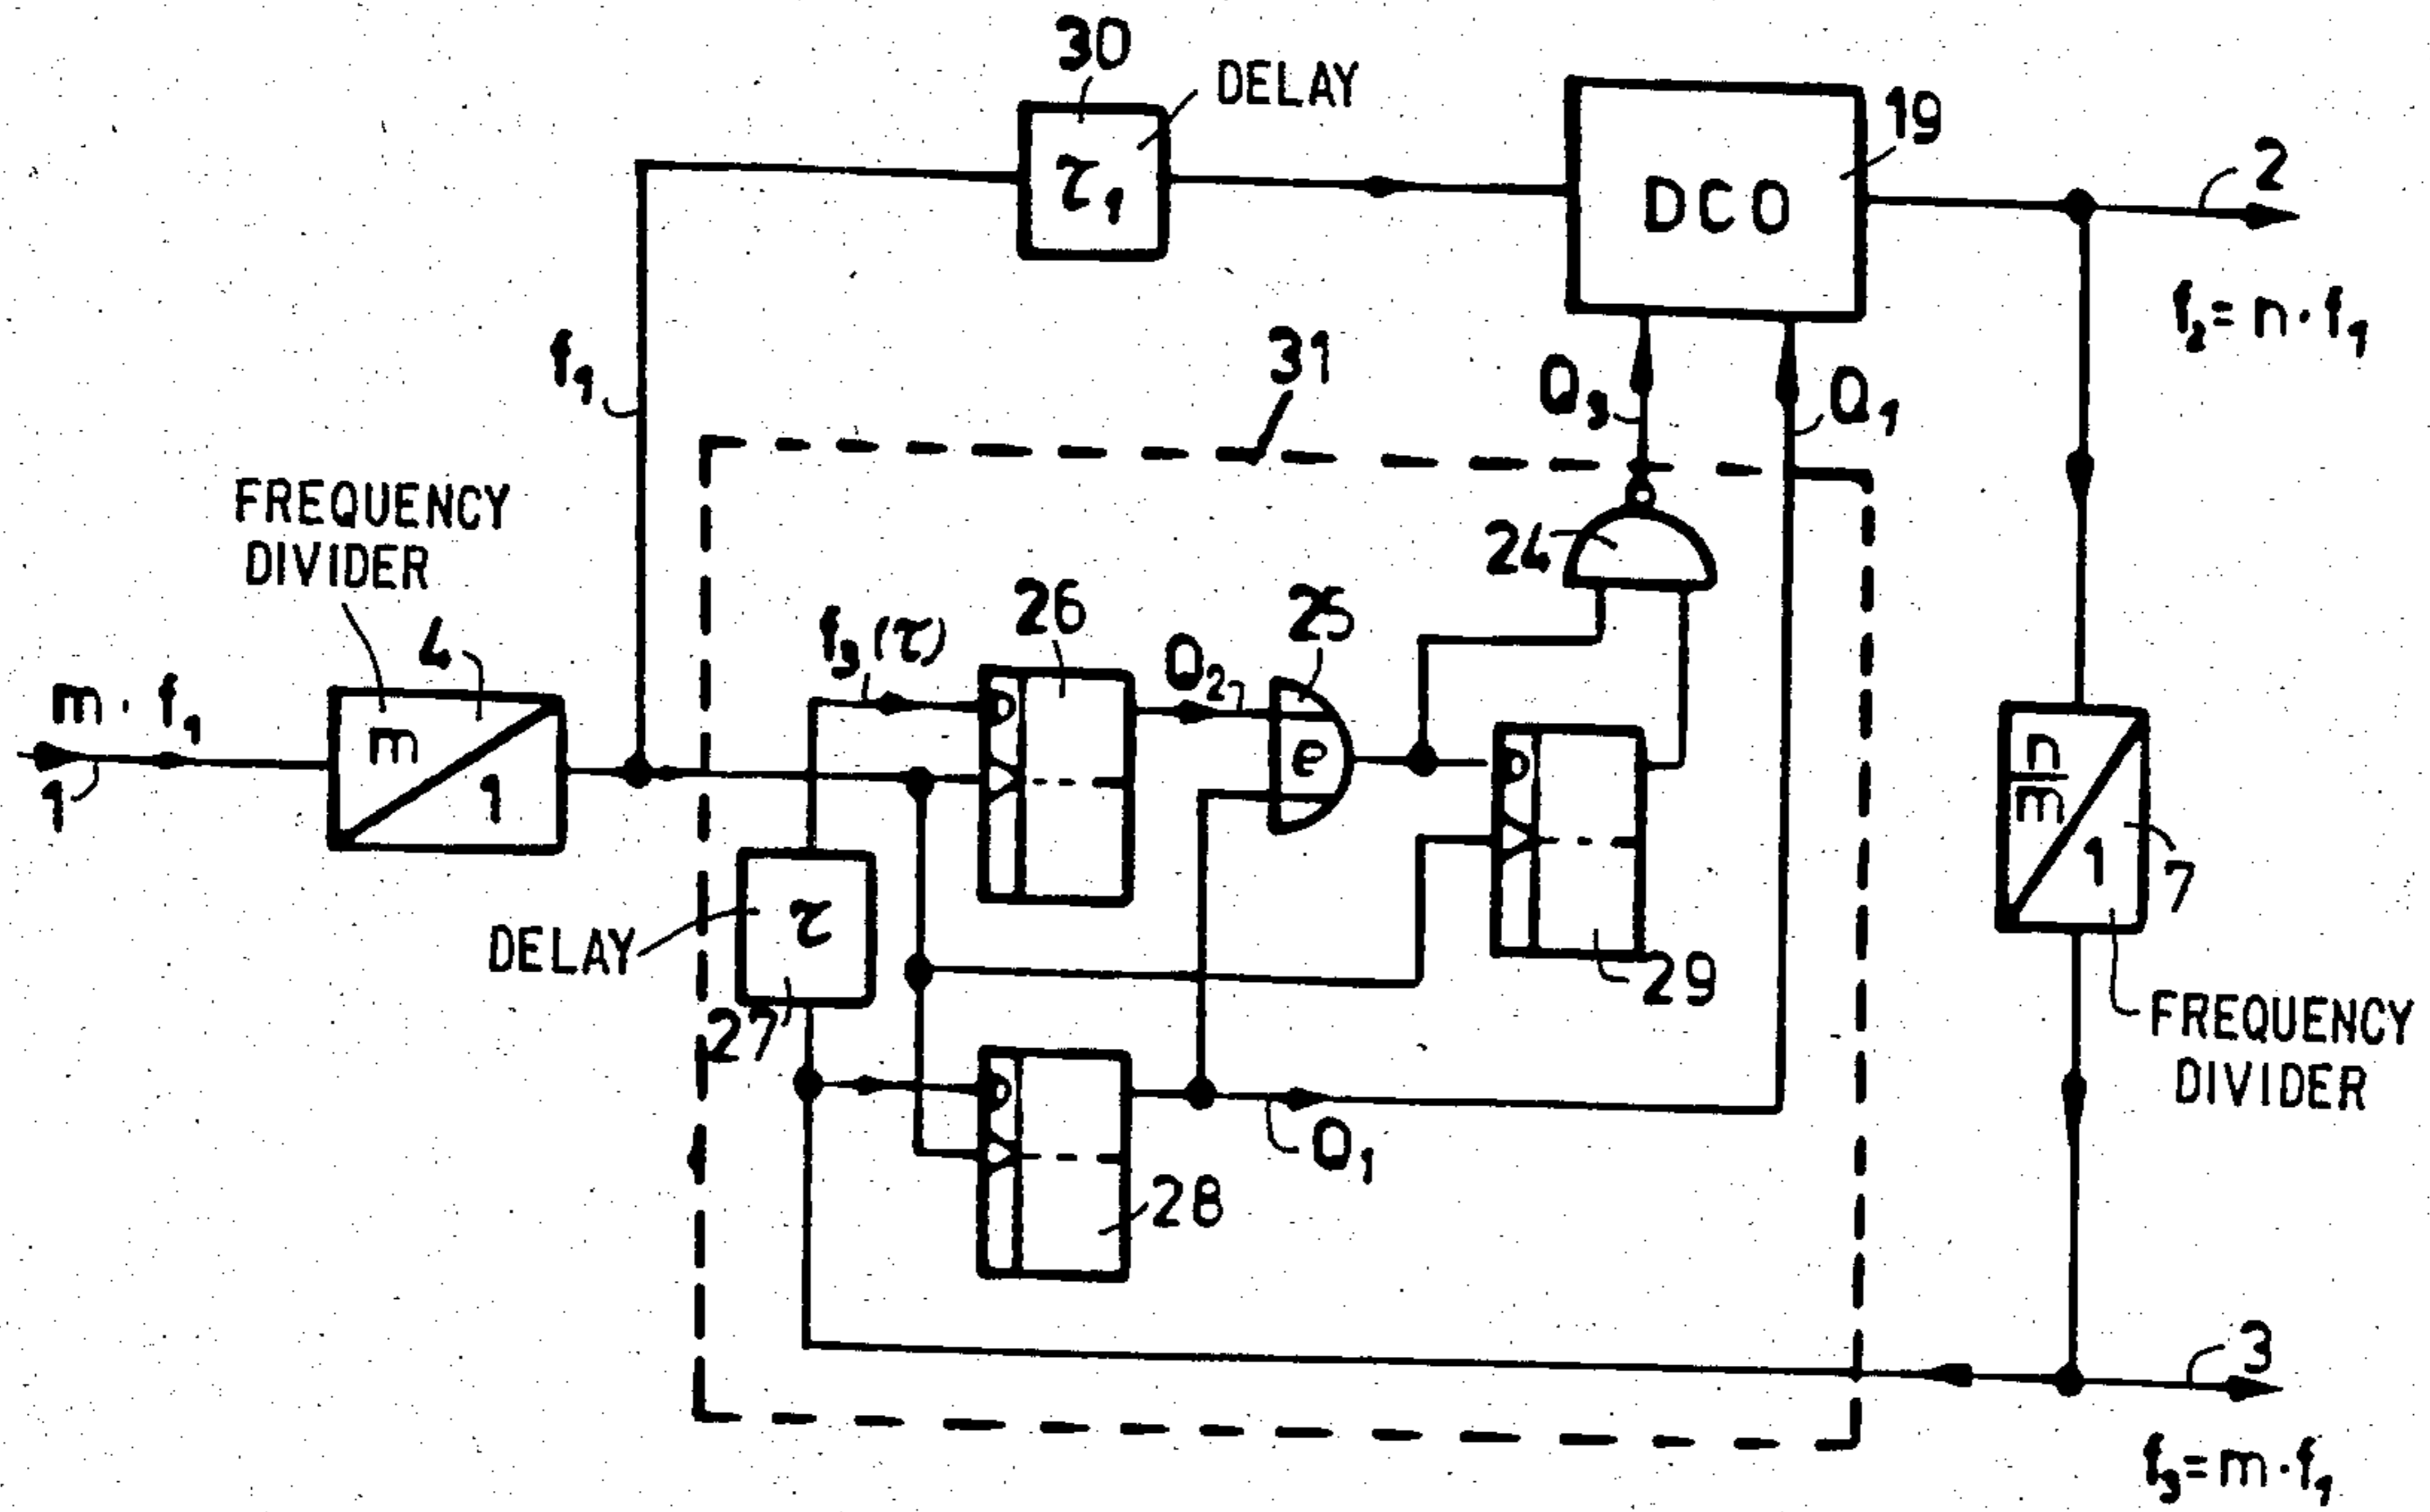 30
DELAY
τ₁
DCO
19
2
f₂=n·f₁
f₁
31
Q₃
Q₁
FREQUENCY
DIVIDER
4
m·f₁
1
m
1
24
f₃(τ)
26
Q₂
25
e
D
D
29
τ
DELAY
27
D
28
Q₁
n
m
1
7
FREQUENCY
DIVIDER
3
f₃=m·f₁